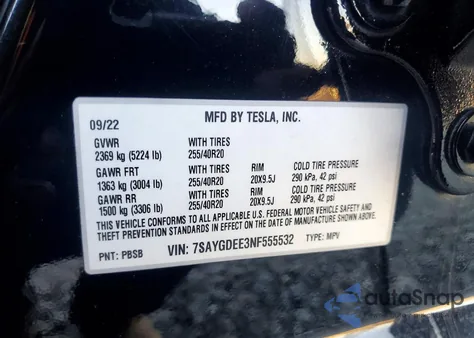 MFD BY TESLA, INC.
09/22
GVWR WITH TIRES
2369 kg (5224 lb) 255/40R20
GAWR FRT WITH TIRES RIM COLD TIRE PRESSURE
1363 kg (3004 lb) 255/40R20 20X9.5J 290 kPa, 42 psi
GAWR RR WITH TIRES RIM COLD TIRE PRESSURE
1500 kg (3306 lb) 255/40R20 20X9.5J 290 kPa, 42 psi
THIS VEHICLE CONFORMS TO ALL APPLICABLE U.S. FEDERAL MOTOR VEHICLE SAFETY AND
THEFT PREVENTION STANDARDS IN EFFECT ON THE DATE OF MANUFACTURE SHOWN ABOVE.
PNT: PBSB VIN: 7SAYGDEE3NF555532 TYPE: MPV
autoSnap